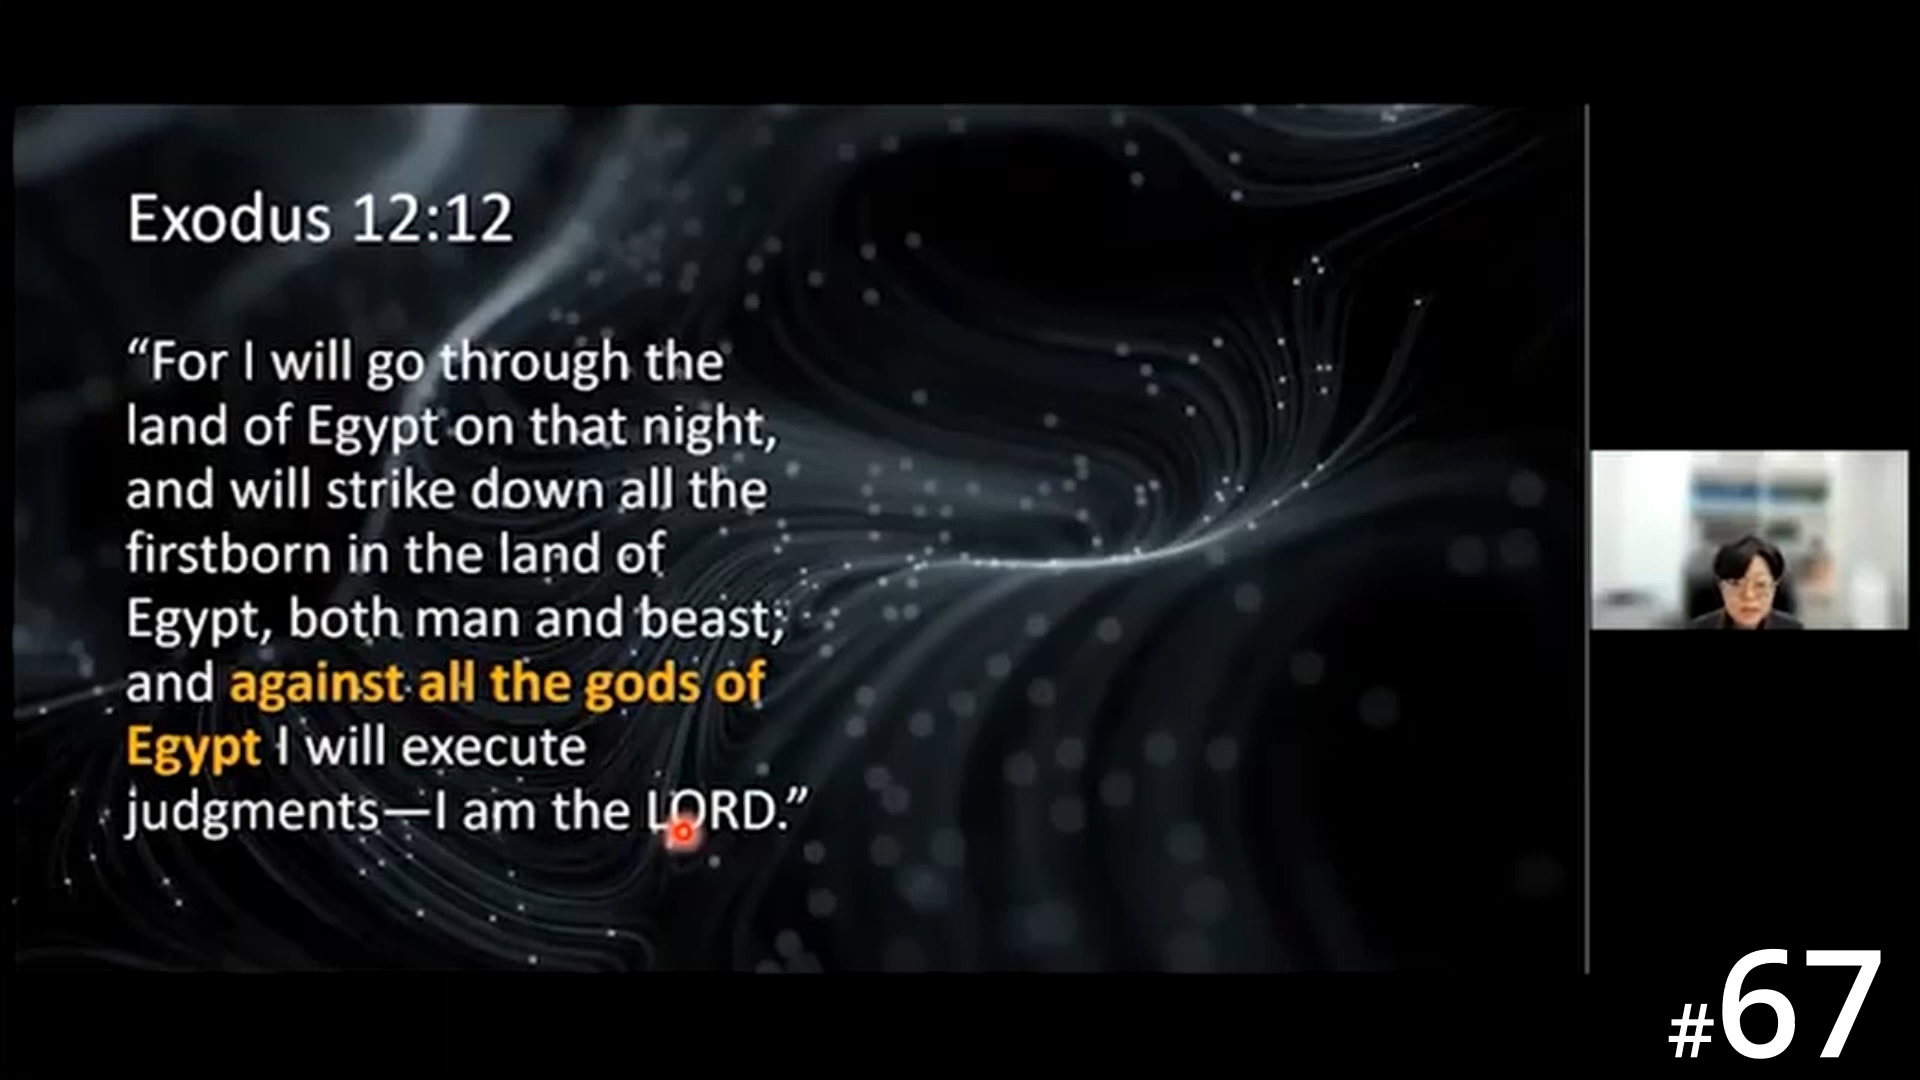 Exodus 12:12
“For I will go through the
land of Egypt on that night,
and will strike down all the
firstborn in the land of
Egypt, both man and beast;
and against all the gods of
Egypt I will execute
judgments—I am the LORD.”
#67